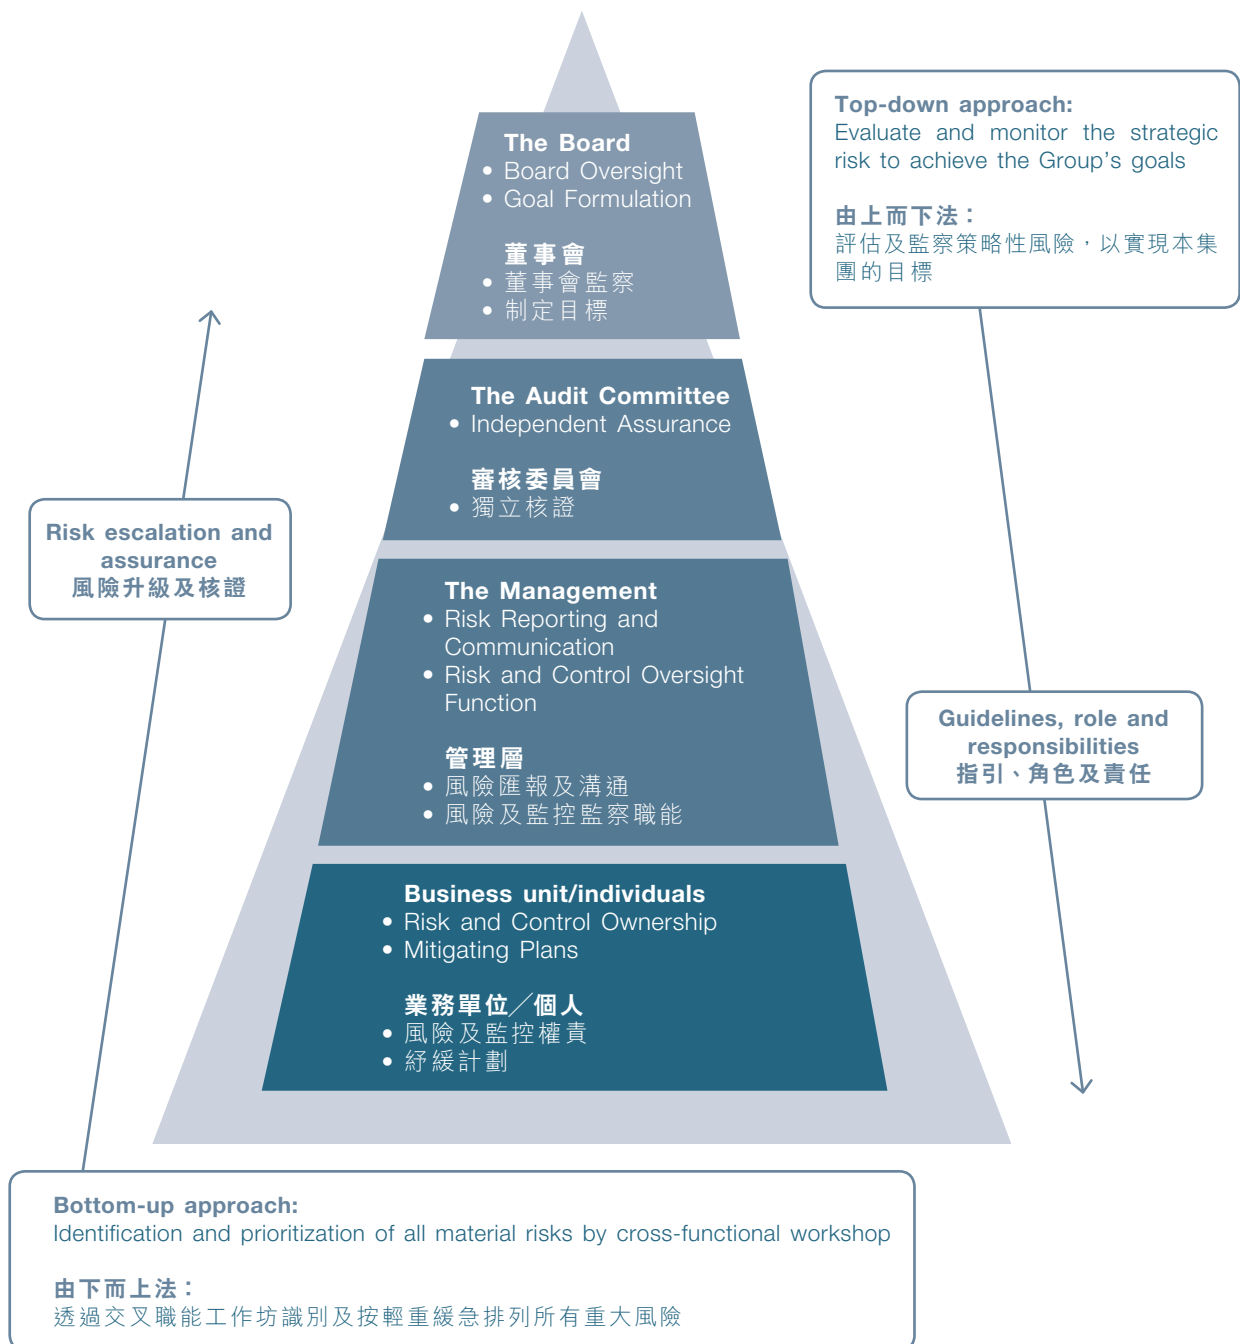 The Board
• Board Oversight
• Goal Formulation
董事會
• 董事會監察
• 制定目標
Top-down approach:
Evaluate and monitor the strategic
risk to achieve the Group's goals
由上而下法：
評估及監察策略性風險，以實現本集
團的目標
The Audit Committee
• Independent Assurance
審核委員會
• 獨立核證
Risk escalation and
assurance
風險升級及核證
The Management
• Risk Reporting and
Communication
• Risk and Control Oversight
Function
管理層
• 風險匯報及溝通
• 風險及監控監察職能
Guidelines, role and
responsibilities
指引、角色及責任
Business unit/individuals
• Risk and Control Ownership
• Mitigating Plans
業務單位／個人
• 風險及監控權責
• 紓緩計劃
Bottom-up approach:
Identification and prioritization of all material risks by cross-functional workshop
由下而上法：
透過交叉職能工作坊識別及按輕重緩急排列所有重大風險